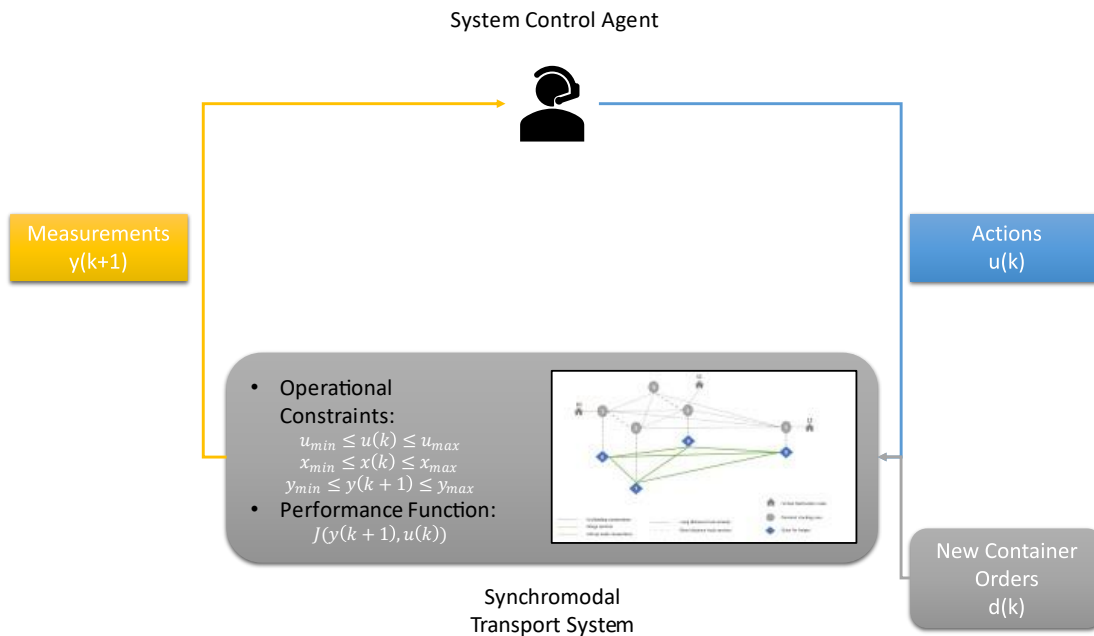 System Control Agent
Measurements
y(k+1)
Actions
u(k)
• Operational
Constraints:
u_min ≤ u(k) ≤ u_max
x_min ≤ x(k) ≤ x_max
y_min ≤ y(k + 1) ≤ y_max
• Performance Function:
J(y(k + 1), u(k))
New Container
Orders
d(k)
Synchromodal
Transport System